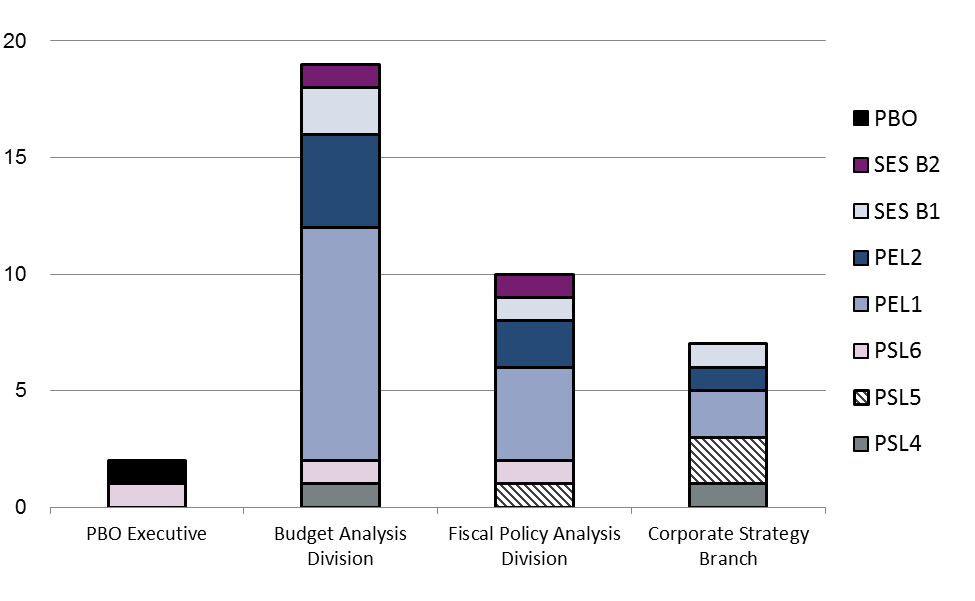 20
15
10
5
0
PBO Executive
Budget Analysis
Division
Fiscal Policy Analysis
Division
Corporate Strategy
Branch
PBO
SES B2
SES B1
PEL2
PEL1
PSL6
PSL5
PSL4